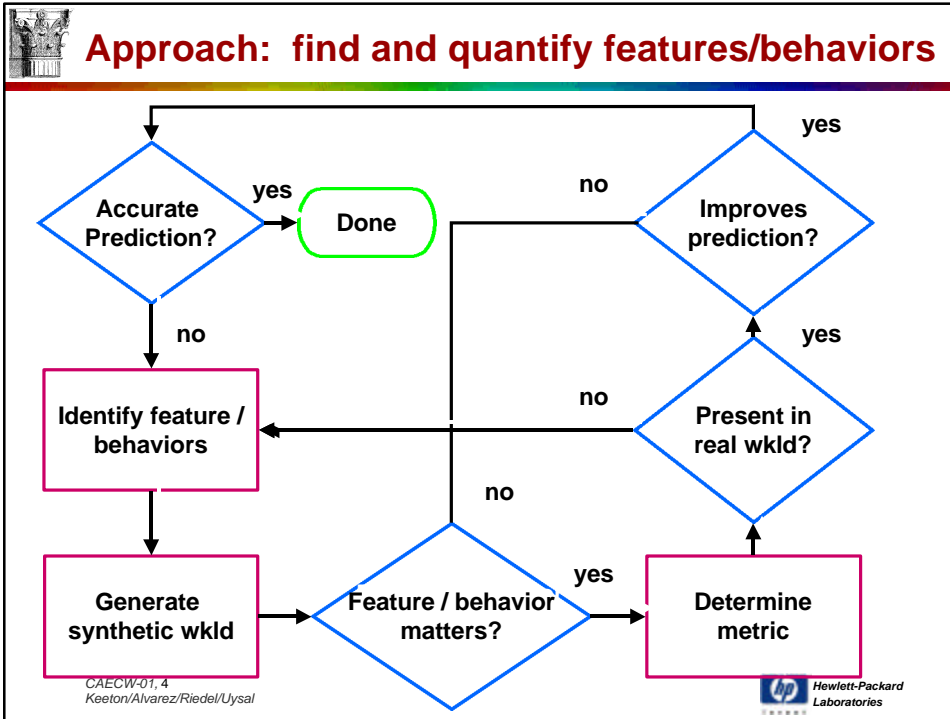 Approach: find and quantify features/behaviors
yes
no
yes
Accurate
Prediction?
Done
Improves
prediction?
no
yes
no
Identify feature /
behaviors
Present in
real wkld?
no
yes
Generate
synthetic wkld
Feature / behavior
matters?
Determine
metric
CAECW-01, 4
Keeton/Alvarez/Riedel/Uysal
hp
Hewlett-Packard
Laboratories